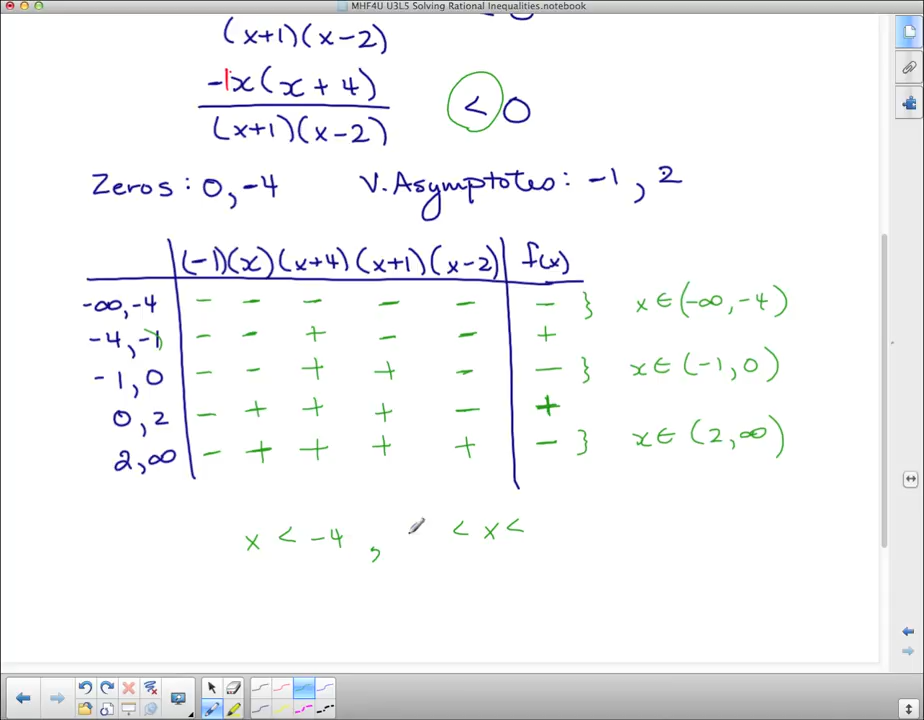 MHF4U U3L5 Solving Rational Inequalities.notebook
(x+1)(x-2)
-1x(x+4)
< 0
(x+1)(x-2)
Zeros: 0, -4 V. Asymptotes: -1, 2
(-1)(x)(x+4)(x+1)(x-2) f(x)
-∞, -4 - - - - - - } x∈(-∞, -4)
-4, -1 - - + - - +
-1, 0 - - + + - - } x∈(-1, 0)
0, 2 - + + + - +
2, ∞ - + + + + - } x∈(2, ∞)
x < -4 , < x <